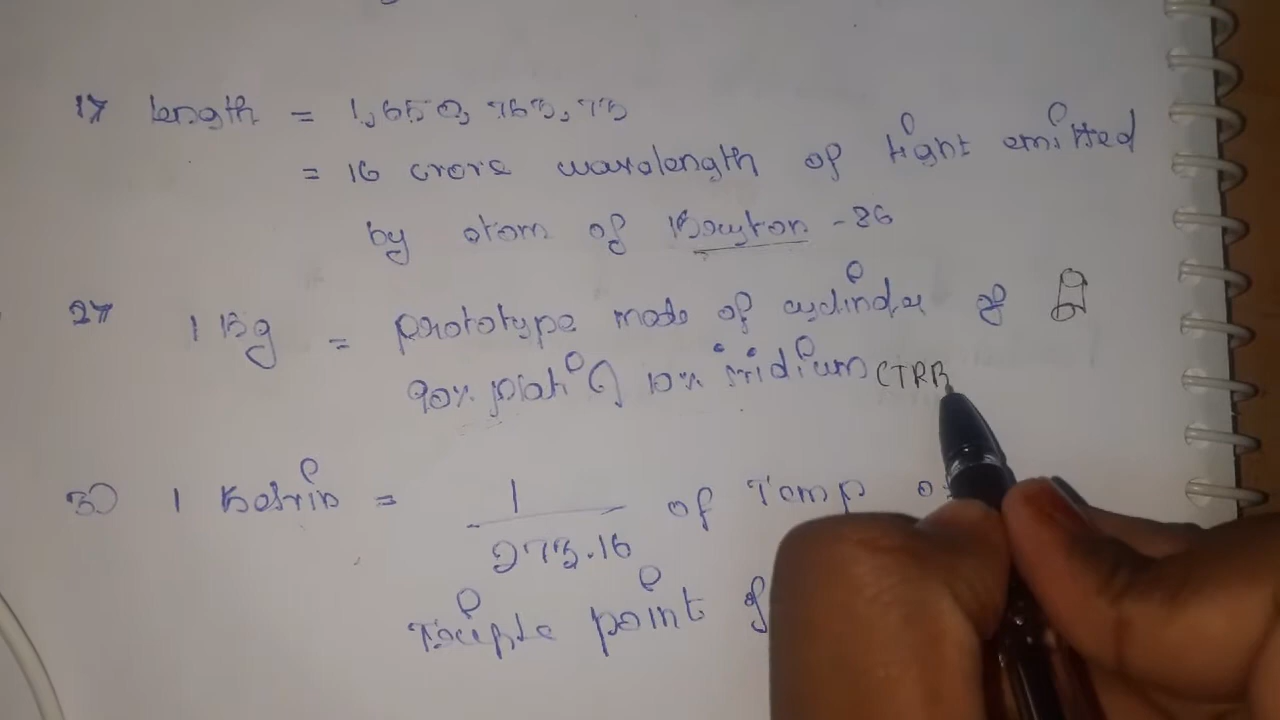 1) length = 1,650,763,73
= 16 crore wavelength of light emitted
by atom of Krypton -86
2) 1 Kg = prototype made of cylinder of
90% plati 10% iridium (TRB
3) 1 Kelvin = 1/273.16 of Temp o
Triple point of